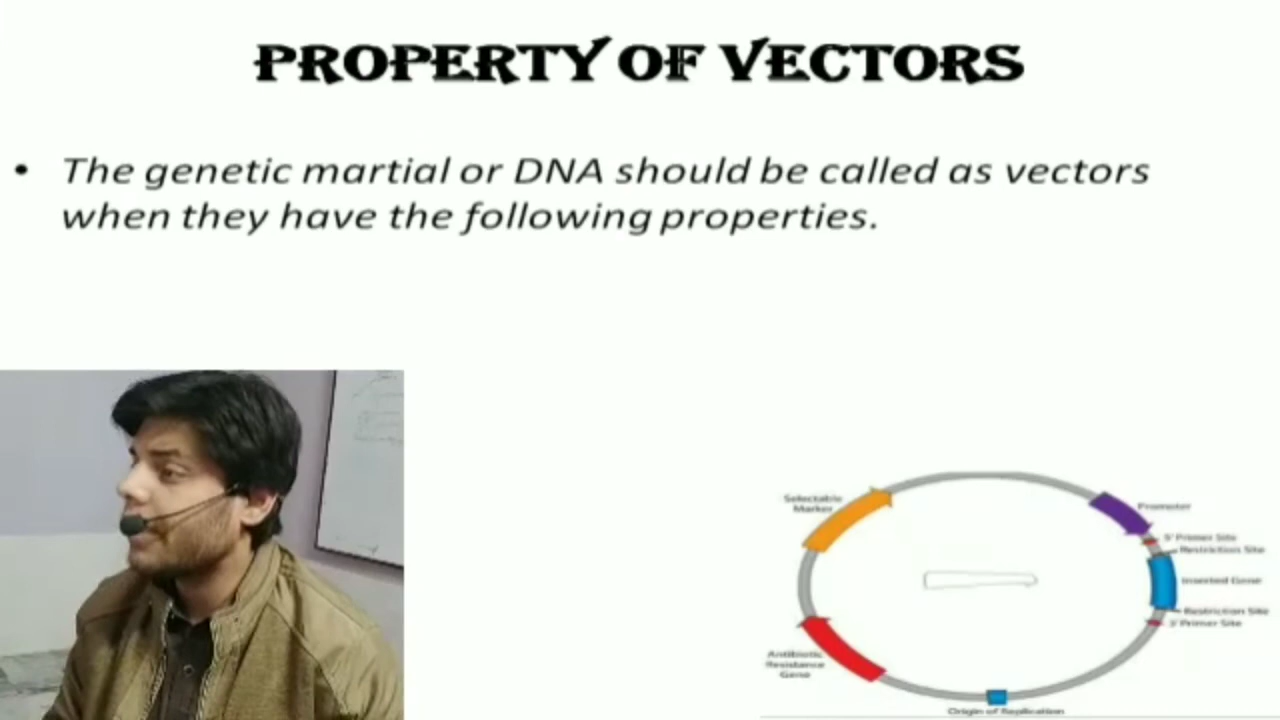 PROPERTY OF VECTORS
• The genetic martial or DNA should be called as vectors
when they have the following properties.
Selectable
Marker
Promoter
5' Primer Site
Restriction Site
Inserted Gene
Restriction Site
3' Primer Site
Antibiotic
Resistance
Gene
Origin of Replication